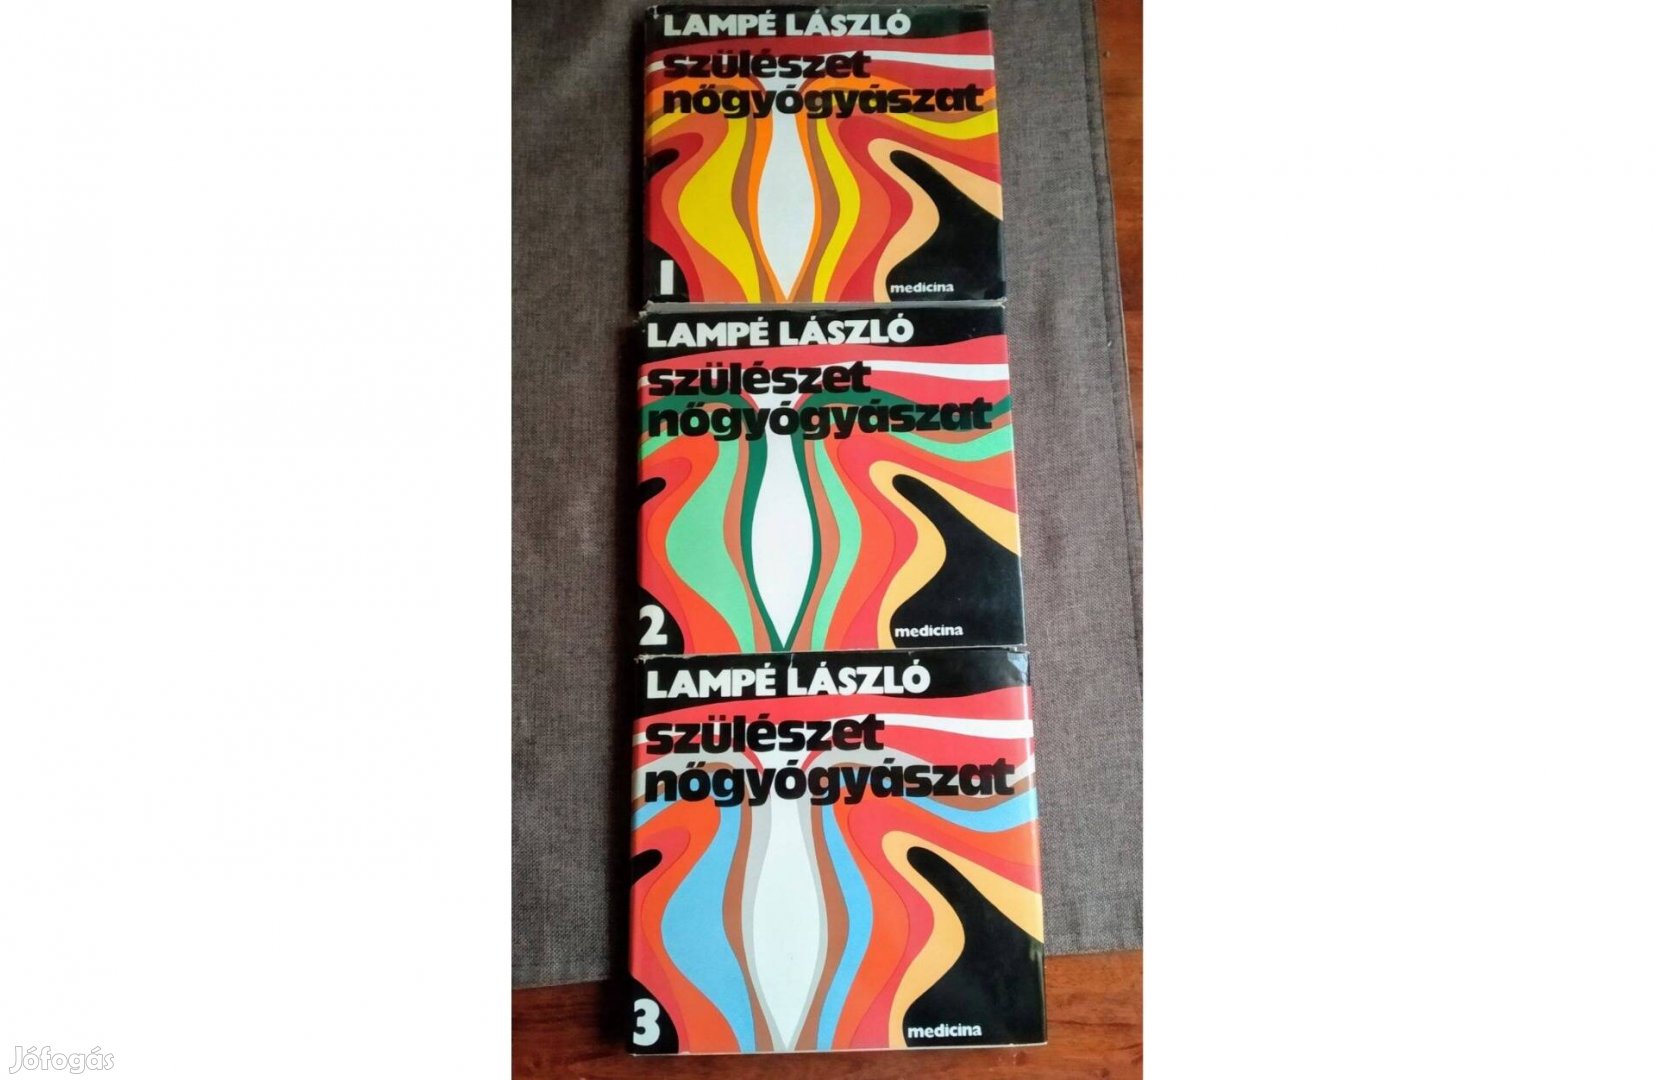 LAMPÉ LÁSZLÓ
szülészet
nőgyógyászat
1
medicina
LAMPÉ LÁSZLÓ
szülészet
nőgyógyászat
2
medicina
LAMPÉ LÁSZLÓ
szülészet
nőgyógyászat
3
medicina
Jófogás